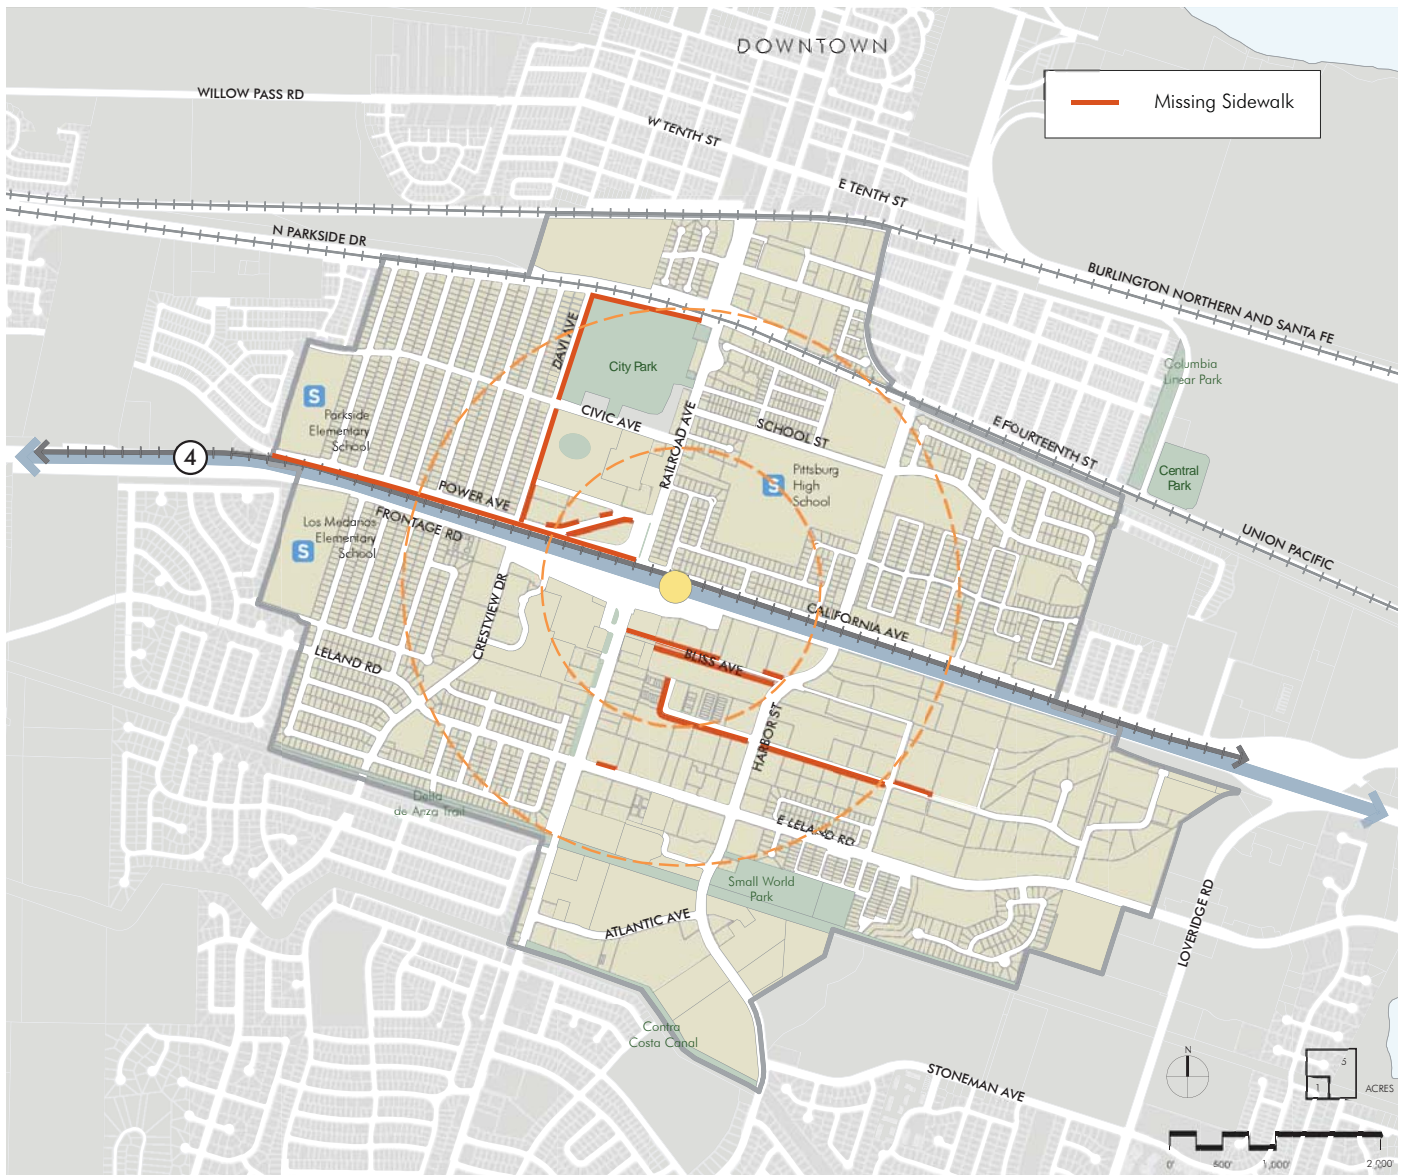 DOWNTOWN
WILLOW PASS RD
Missing Sidewalk
W TENTH ST
E TENTH ST
N PARKSIDE DR
BURLINGTON NORTHERN AND SANTA FE
DAVI AVE
City Park
Columbia
Linear Park
S
Parkside
Elementary
School
CIVIC AVE
RAILROAD AVE
SCHOOL ST
E FOURTEENTH ST
4
Central
Park
S
Pittsburg
High
School
POWER AVE
FRONTAGE RD
Los Medanos
Elementary
School
S
UNION PACIFIC
CRESTVIEW DR
CALIFORNIA AVE
LELAND RD
BLISS AVE
HARBOR ST
Delta
de Anza Trail
E LELAND RD
Small World
Park
ATLANTIC AVE
LOVERIDGE RD
Contra
Costa Canal
STONEMAN AVE
N
5
1
ACRES
0'
500'
1,000'
2,000'